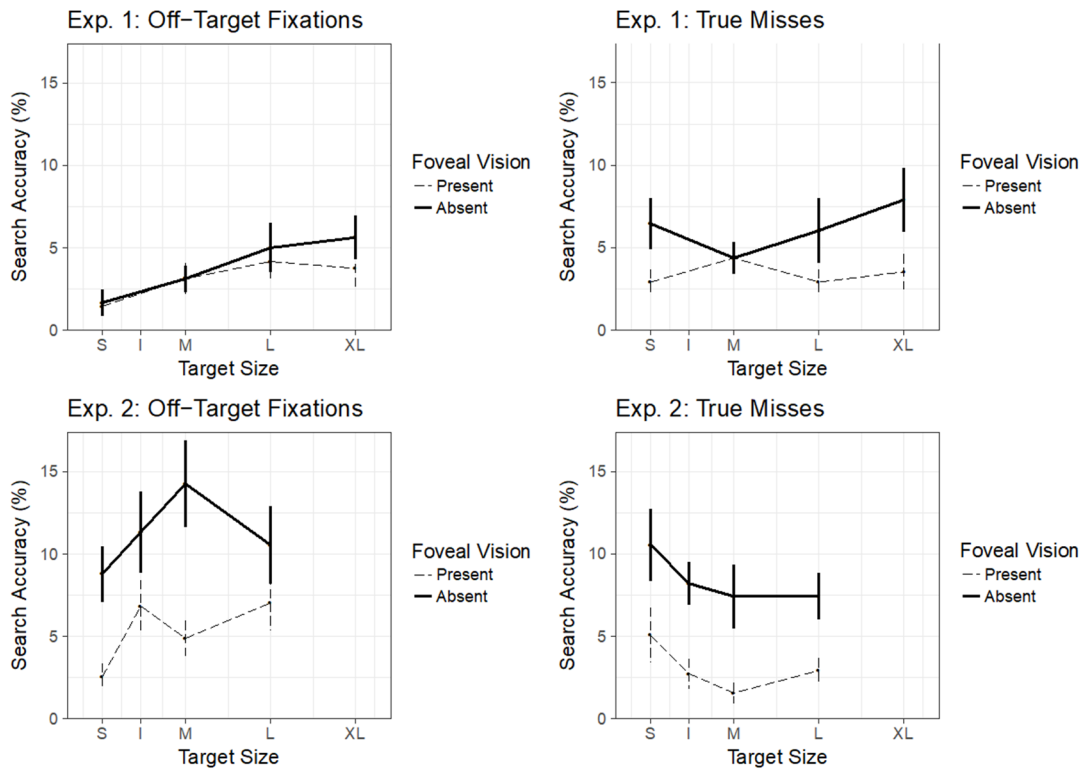 Exp. 1: Off−Target Fixations
Search Accuracy (%)
15
10
5
0
S I M L XL
Target Size
Foveal Vision
Present
Absent
Exp. 1: True Misses
Search Accuracy (%)
15
10
5
0
S I M L XL
Target Size
Foveal Vision
Present
Absent
Exp. 2: Off−Target Fixations
Search Accuracy (%)
15
10
5
0
S I M L XL
Target Size
Foveal Vision
Present
Absent
Exp. 2: True Misses
Search Accuracy (%)
15
10
5
0
S I M L XL
Target Size
Foveal Vision
Present
Absent